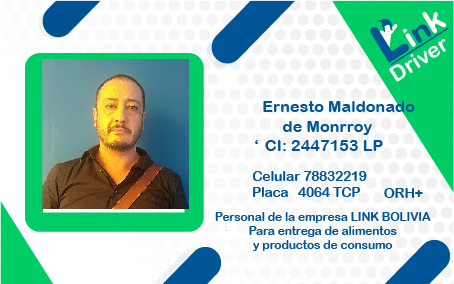 Link
Driver
Ernesto Maldonado
de Monrroy
‘ CI: 2447153 LP
Celular 78832219
Placa 4064 TCP ORH+
Personal de la empresa LINK BOLIVIA
Para entrega de alimentos
y productos de consumo